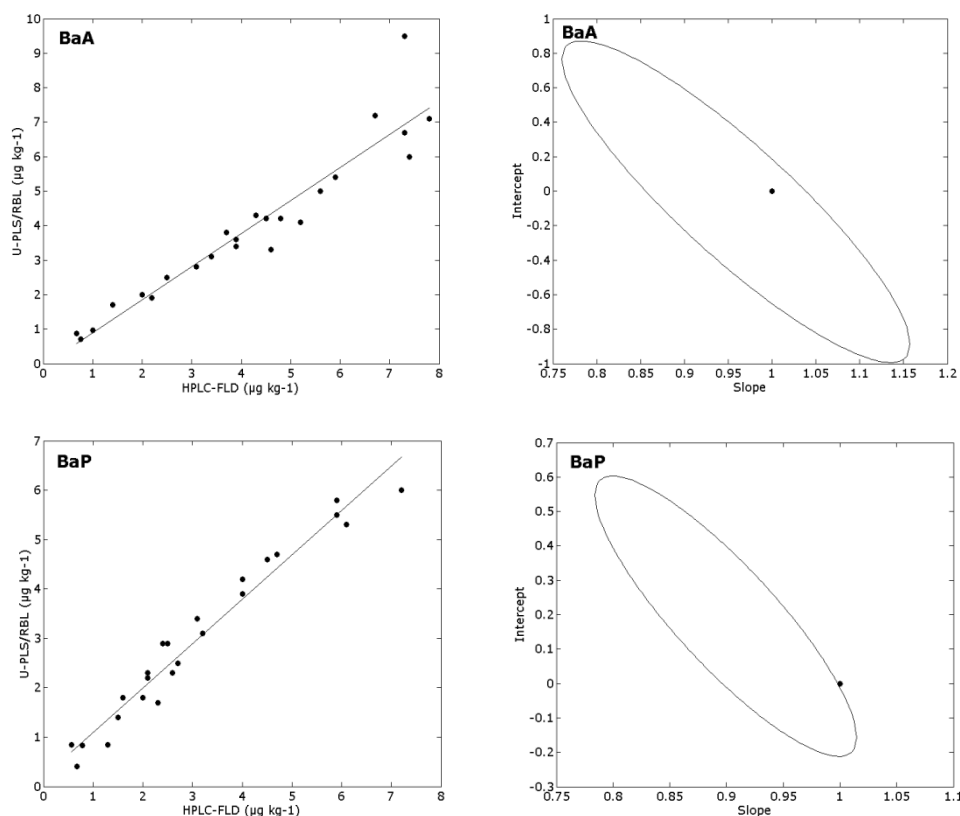 BaA
10
9
8
7
6
5
4
3
2
1
0
0 1 2 3 4 5 6 7 8
U-PLS/RBL (µg kg-1)
HPLC-FLD (µg kg-1)
BaA
1
0.8
0.6
0.4
0.2
0
-0.2
-0.4
-0.6
-0.8
-1
0.75 0.8 0.85 0.9 0.95 1 1.05 1.1 1.15 1.2
Intercept
Slope
BaP
7
6
5
4
3
2
1
0
0 1 2 3 4 5 6 7 8
U-PLS/RBL (µg kg-1)
HPLC-FLD (µg kg-1)
BaP
0.7
0.6
0.5
0.4
0.3
0.2
0.1
0
-0.1
-0.2
-0.3
0.75 0.8 0.85 0.9 0.95 1 1.05 1.1
Intercept
Slope